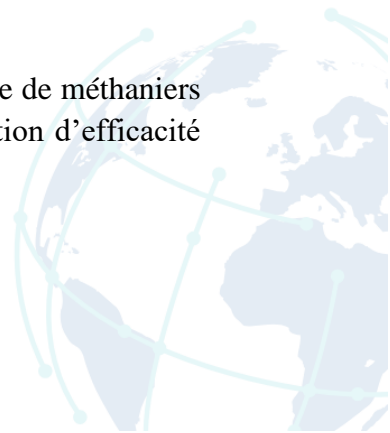 e de méthaniers
tion d’efficacité